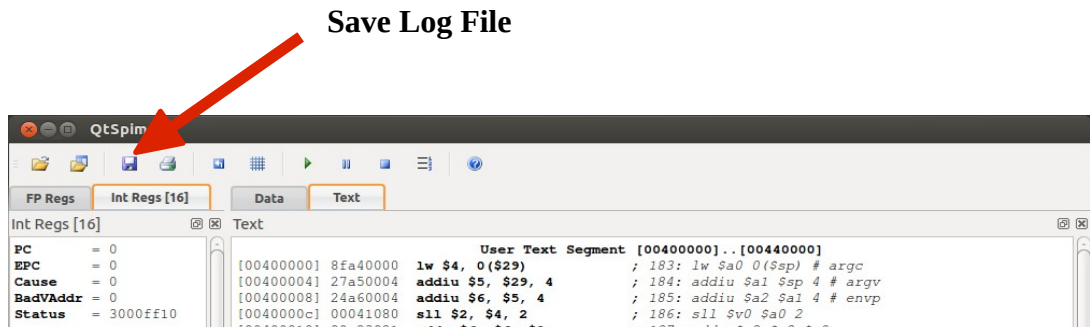 Save Log File
QtSpim
FP Regs Int Regs [16] Data Text
Int Regs [16] Text
PC = 0
EPC = 0
Cause = 0
BadVAddr = 0
Status = 3000ff10
User Text Segment [00400000]..[00440000]
[00400000] 8fa40000 lw $4, 0($29) ; 183: lw $a0 0($sp) # argc
[00400004] 27a50004 addiu $5, $29, 4 ; 184: addiu $a1 $sp 4 # argv
[00400008] 24a60004 addiu $6, $5, 4 ; 185: addiu $a2 $a1 4 # envp
[0040000c] 00041080 sll $2, $4, 2 ; 186: sll $v0 $a0 2